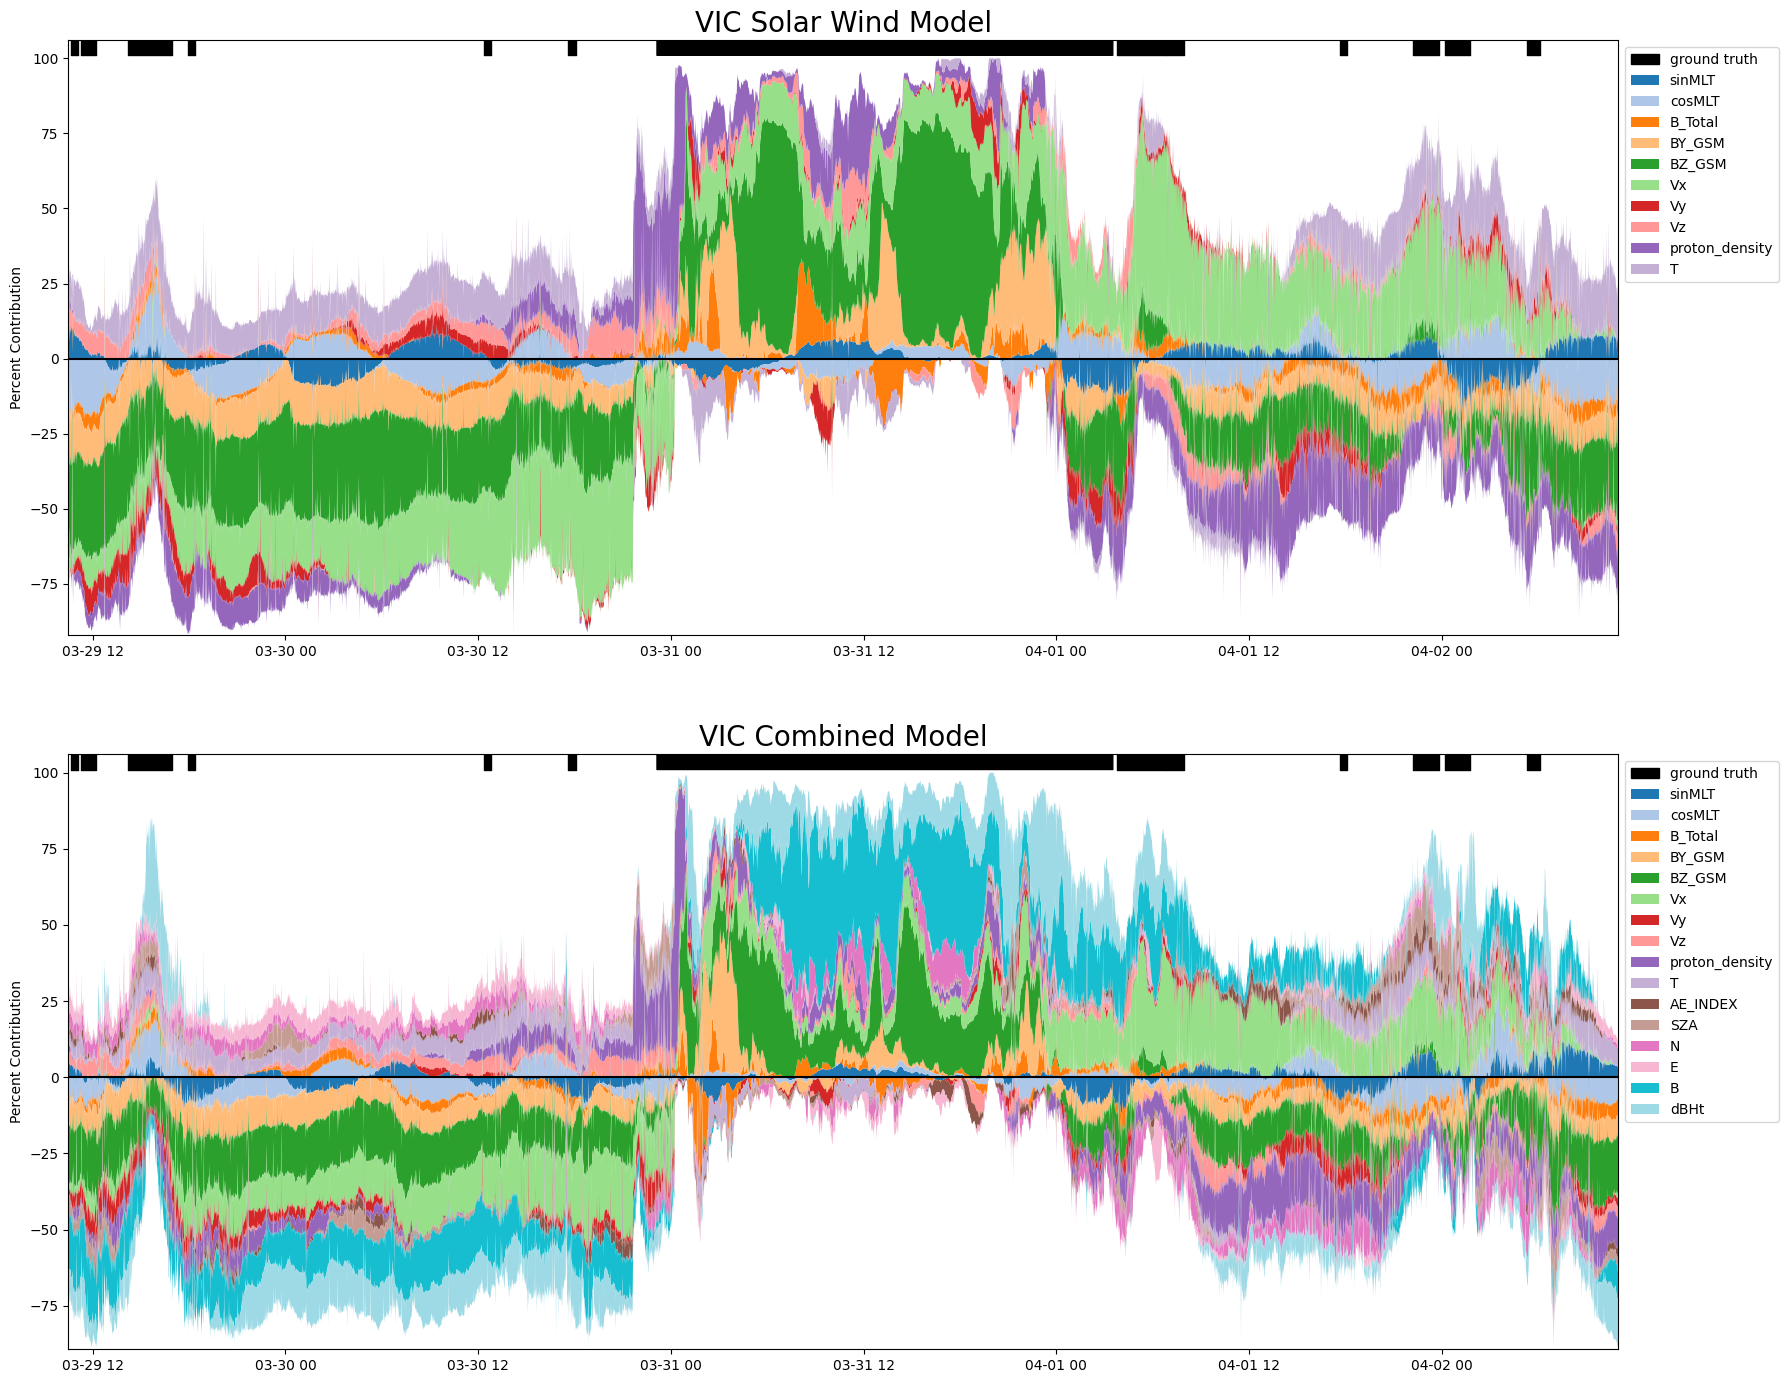 VIC Solar Wind Model
Percent Contribution
100
75
50
25
0
−25
−50
−75
03-29 12
03-30 00
03-30 12
03-31 00
03-31 12
04-01 00
04-01 12
04-02 00
ground truth
sinMLT
cosMLT
B_Total
BY_GSM
BZ_GSM
Vx
Vy
Vz
proton_density
T
VIC Combined Model
Percent Contribution
100
75
50
25
0
−25
−50
−75
03-29 12
03-30 00
03-30 12
03-31 00
03-31 12
04-01 00
04-01 12
04-02 00
ground truth
sinMLT
cosMLT
B_Total
BY_GSM
BZ_GSM
Vx
Vy
Vz
proton_density
T
AE_INDEX
SZA
N
E
B
dBHt